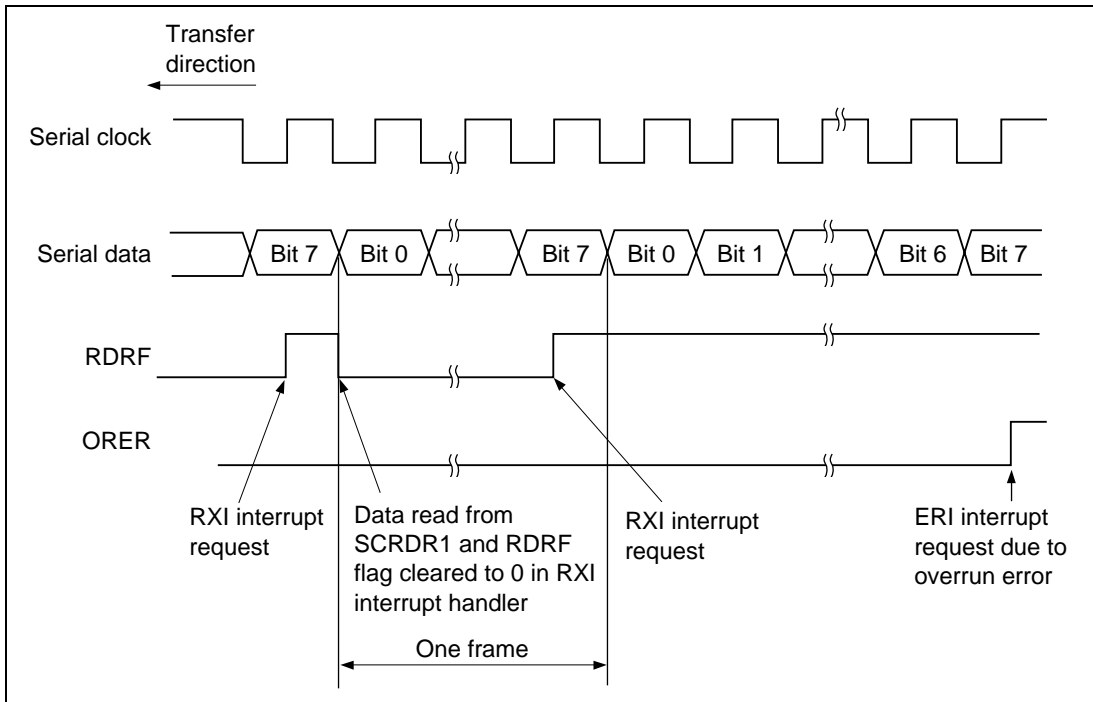 Transfer
direction
Serial clock
Serial data
Bit 7
Bit 0
Bit 7
Bit 0
Bit 1
Bit 6
Bit 7
RDRF
ORER
RXI interrupt
request
Data read from
SCRDR1 and RDRF
flag cleared to 0 in RXI
interrupt handler
RXI interrupt
request
ERI interrupt
request due to
overrun error
One frame